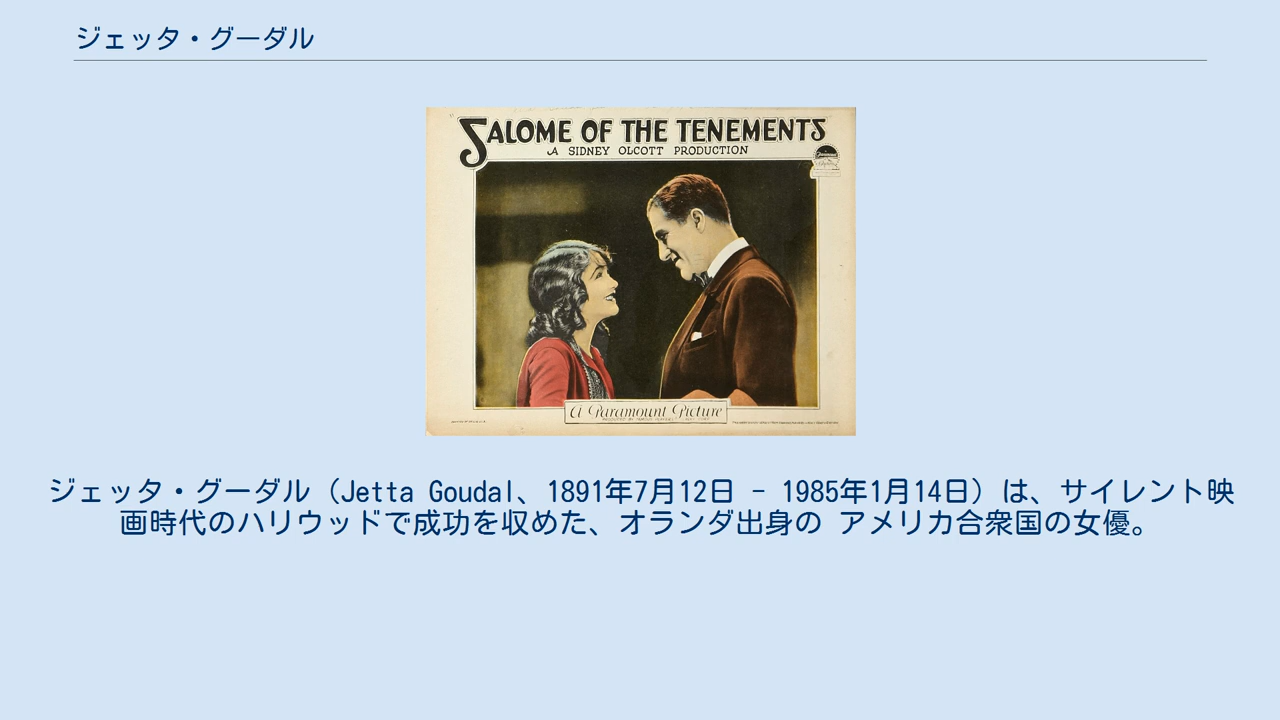 ジェッタ・グーダル
SALOME OF THE TENEMENTS
A SIDNEY OLCOTT PRODUCTION
Paramount
A Paramount Picture
ジェッタ・グーダル（Jetta Goudal、1891年7月12日 - 1985年1月14日）は、サイレント映
画時代のハリウッドで成功を収めた、オランダ出身の アメリカ合衆国の女優。